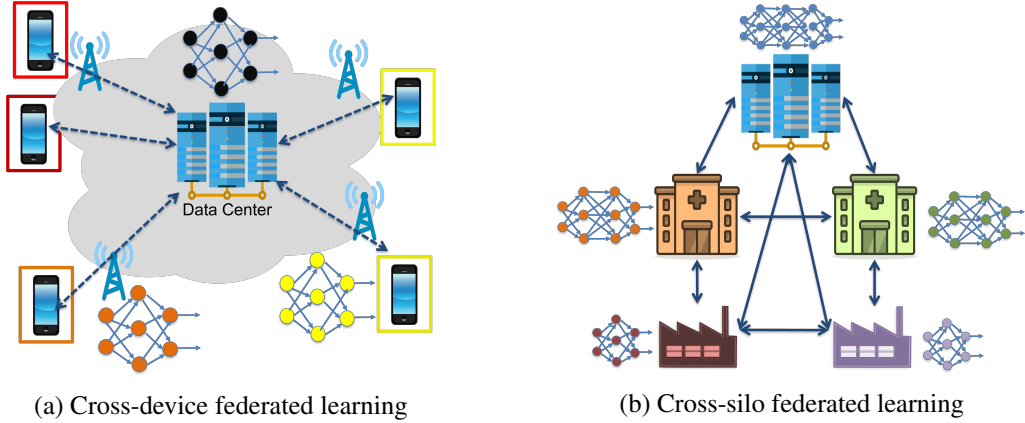 Data Center
(a) Cross-device federated learning
(b) Cross-silo federated learning